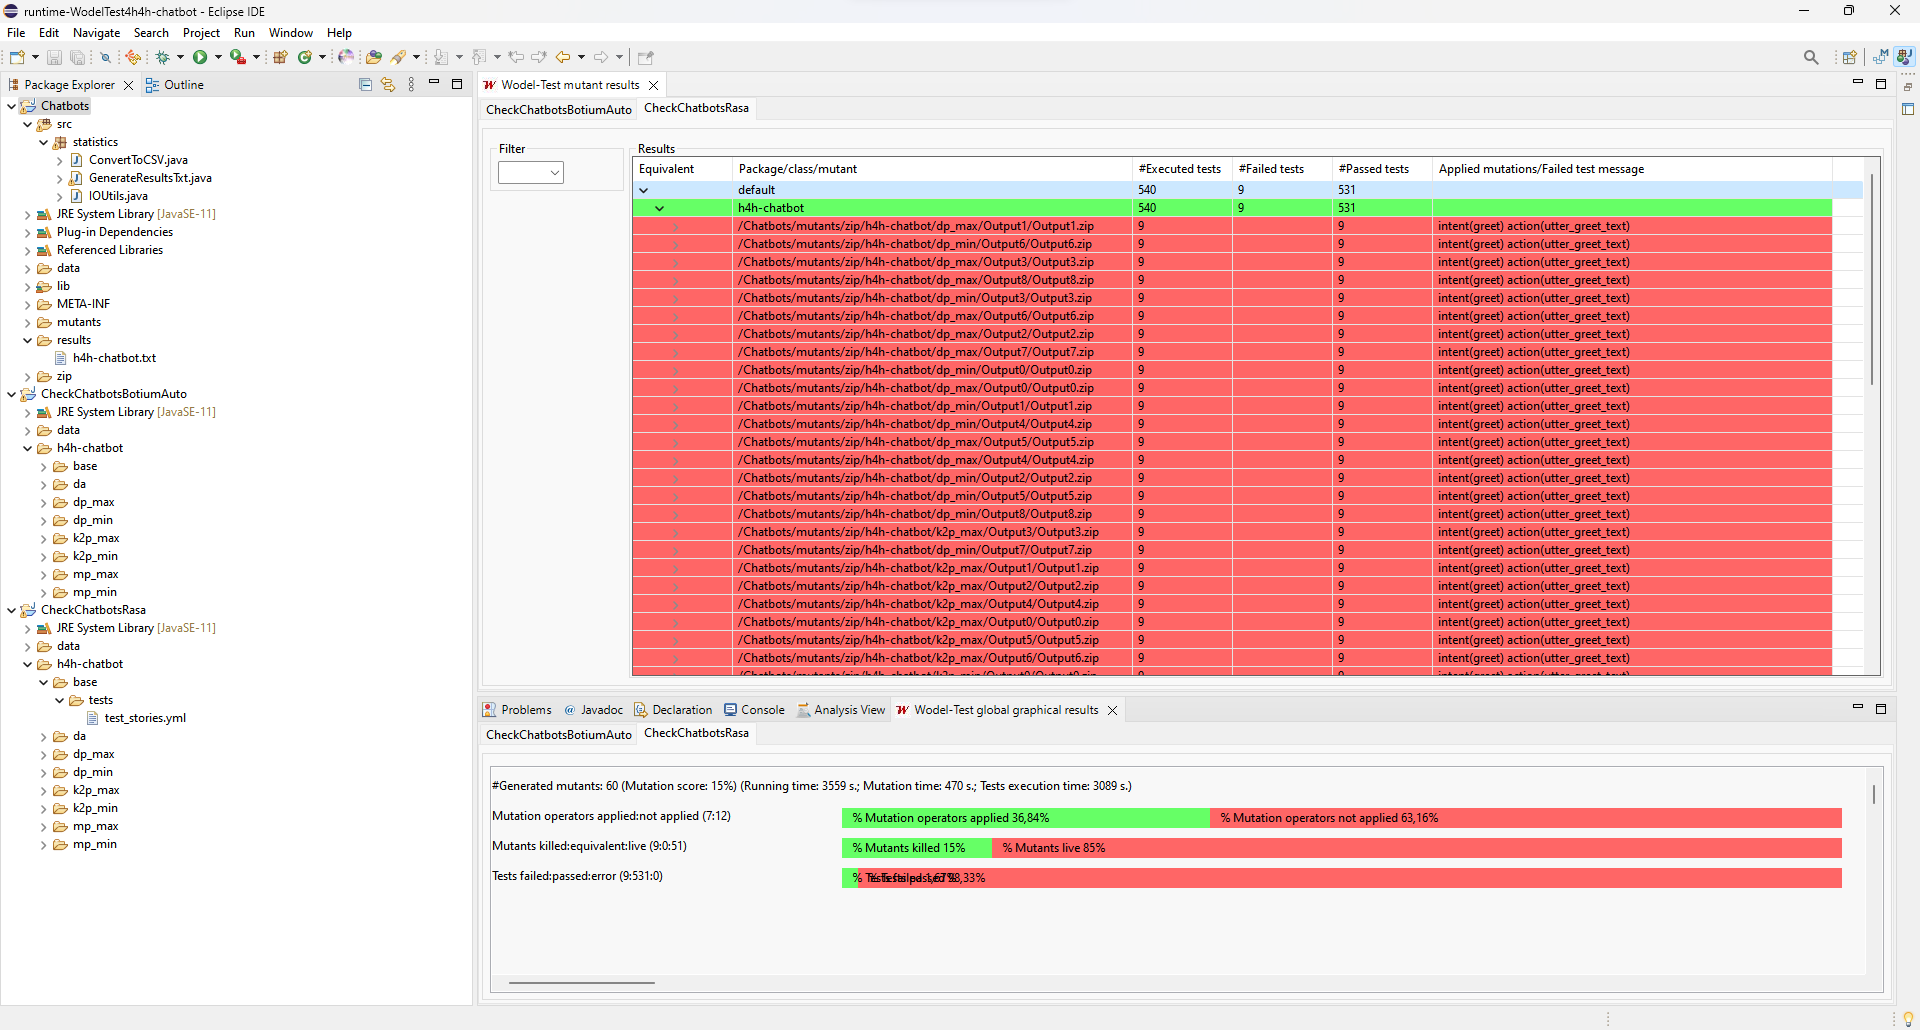 runtime-WodelTest4h4h-chatbot - Eclipse IDE
File Edit Navigate Search Project Run Window Help
Package Explorer Outline
Chatbots
src
statistics
ConvertToCSV.java
GenerateResultsTxt.java
IOUtils.java
JRE System Library [JavaSE-11]
Plug-in Dependencies
Referenced Libraries
data
lib
META-INF
mutants
results
h4h-chatbot.txt
zip
CheckChatbotsBotiumAuto
JRE System Library [JavaSE-11]
data
h4h-chatbot
base
da
dp_max
dp_min
k2p_max
k2p_min
mp_max
mp_min
CheckChatbotsRasa
JRE System Library [JavaSE-11]
data
h4h-chatbot
base
tests
test_stories.yml
da
dp_max
dp_min
k2p_max
k2p_min
mp_max
mp_min
Wodel-Test mutant results
CheckChatbotsBotiumAuto CheckChatbotsRasa
Filter
Results
Equivalent Package/class/mutant #Executed tests #Failed tests #Passed tests Applied mutations/Failed test message
default 540 9 531
h4h-chatbot 540 9 531
/Chatbots/mutants/zip/h4h-chatbot/dp_max/Output1/Output1.zip 9 9 intent(greet) action(utter_greet_text)
/Chatbots/mutants/zip/h4h-chatbot/dp_min/Output6/Output6.zip 9 9 intent(greet) action(utter_greet_text)
/Chatbots/mutants/zip/h4h-chatbot/dp_max/Output3/Output3.zip 9 9 intent(greet) action(utter_greet_text)
/Chatbots/mutants/zip/h4h-chatbot/dp_max/Output8/Output8.zip 9 9 intent(greet) action(utter_greet_text)
/Chatbots/mutants/zip/h4h-chatbot/dp_min/Output3/Output3.zip 9 9 intent(greet) action(utter_greet_text)
/Chatbots/mutants/zip/h4h-chatbot/dp_max/Output6/Output6.zip 9 9 intent(greet) action(utter_greet_text)
/Chatbots/mutants/zip/h4h-chatbot/dp_max/Output2/Output2.zip 9 9 intent(greet) action(utter_greet_text)
/Chatbots/mutants/zip/h4h-chatbot/dp_max/Output7/Output7.zip 9 9 intent(greet) action(utter_greet_text)
/Chatbots/mutants/zip/h4h-chatbot/dp_min/Output0/Output0.zip 9 9 intent(greet) action(utter_greet_text)
/Chatbots/mutants/zip/h4h-chatbot/dp_max/Output0/Output0.zip 9 9 intent(greet) action(utter_greet_text)
/Chatbots/mutants/zip/h4h-chatbot/dp_min/Output1/Output1.zip 9 9 intent(greet) action(utter_greet_text)
/Chatbots/mutants/zip/h4h-chatbot/dp_min/Output4/Output4.zip 9 9 intent(greet) action(utter_greet_text)
/Chatbots/mutants/zip/h4h-chatbot/dp_max/Output5/Output5.zip 9 9 intent(greet) action(utter_greet_text)
/Chatbots/mutants/zip/h4h-chatbot/dp_max/Output4/Output4.zip 9 9 intent(greet) action(utter_greet_text)
/Chatbots/mutants/zip/h4h-chatbot/dp_min/Output2/Output2.zip 9 9 intent(greet) action(utter_greet_text)
/Chatbots/mutants/zip/h4h-chatbot/dp_min/Output5/Output5.zip 9 9 intent(greet) action(utter_greet_text)
/Chatbots/mutants/zip/h4h-chatbot/dp_min/Output8/Output8.zip 9 9 intent(greet) action(utter_greet_text)
/Chatbots/mutants/zip/h4h-chatbot/k2p_max/Output3/Output3.zip 9 9 intent(greet) action(utter_greet_text)
/Chatbots/mutants/zip/h4h-chatbot/dp_min/Output7/Output7.zip 9 9 intent(greet) action(utter_greet_text)
/Chatbots/mutants/zip/h4h-chatbot/k2p_max/Output1/Output1.zip 9 9 intent(greet) action(utter_greet_text)
/Chatbots/mutants/zip/h4h-chatbot/k2p_max/Output2/Output2.zip 9 9 intent(greet) action(utter_greet_text)
/Chatbots/mutants/zip/h4h-chatbot/k2p_max/Output4/Output4.zip 9 9 intent(greet) action(utter_greet_text)
/Chatbots/mutants/zip/h4h-chatbot/k2p_max/Output0/Output0.zip 9 9 intent(greet) action(utter_greet_text)
/Chatbots/mutants/zip/h4h-chatbot/k2p_max/Output5/Output5.zip 9 9 intent(greet) action(utter_greet_text)
/Chatbots/mutants/zip/h4h-chatbot/k2p_max/Output6/Output6.zip 9 9 intent(greet) action(utter_greet_text)
Problems Javadoc Declaration Console Analysis View Wodel-Test global graphical results
CheckChatbotsBotiumAuto CheckChatbotsRasa
#Generated mutants: 60 (Mutation score: 15%) (Running time: 3559 s.; Mutation time: 470 s.; Tests execution time: 3089 s.)
Mutation operators applied:not applied (7:12) % Mutation operators applied 36,84% % Mutation operators not applied 63,16%
Mutants killed:equivalent:live (9:0:51) % Mutants killed 15% % Mutants live 85%
Tests failed:passed:error (9:531:0)